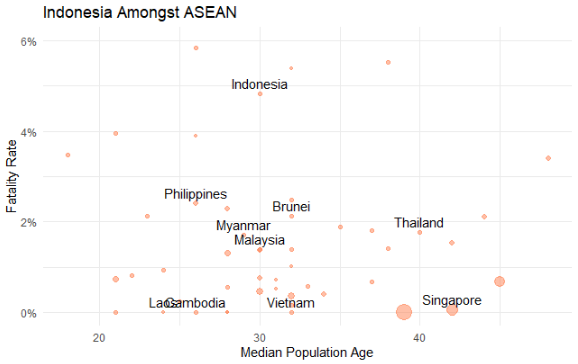 Indonesia Amongst ASEAN
6%
Indonesia
4%
Fatality Rate
Philippines
Brunei
2%
Myanmar
Thailand
Malaysia
Laos Cambodia
Vietnam
Singapore
0%
20
30
40
Median Population Age